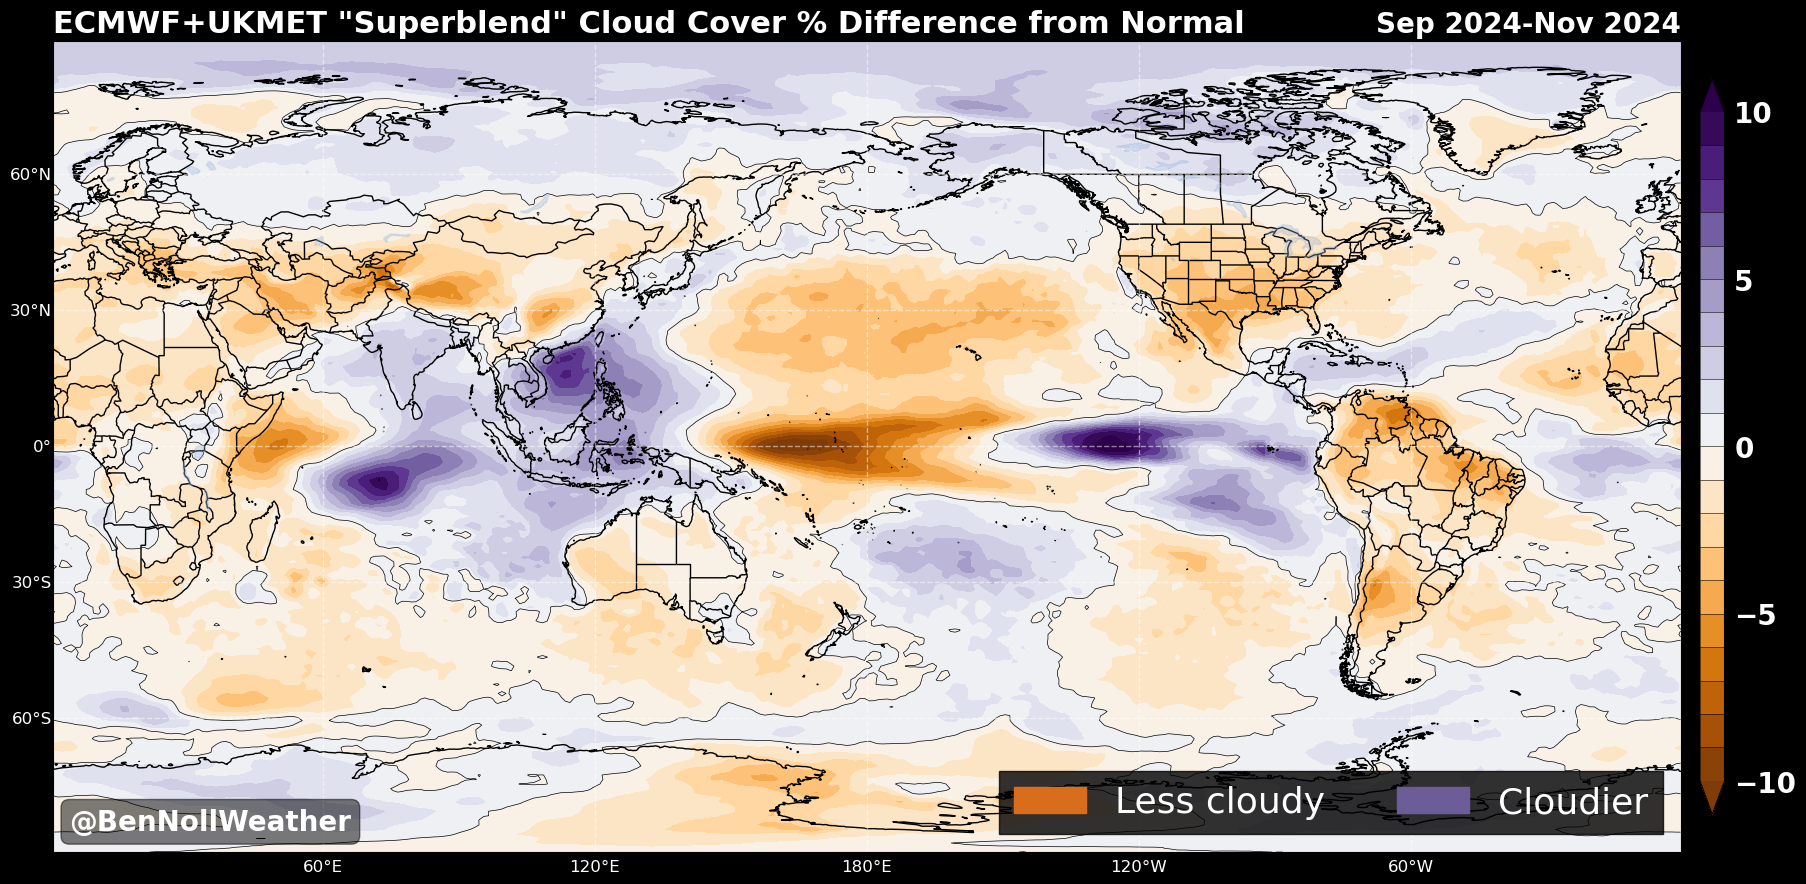 ECMWF+UKMET "Superblend" Cloud Cover % Difference from Normal
Sep 2024-Nov 2024
60°N
30°N
0°
30°S
60°S
10
5
0
−5
−10
Less cloudy
Cloudier
@BenNollWeather
60°E
120°E
180°E
120°W
60°W